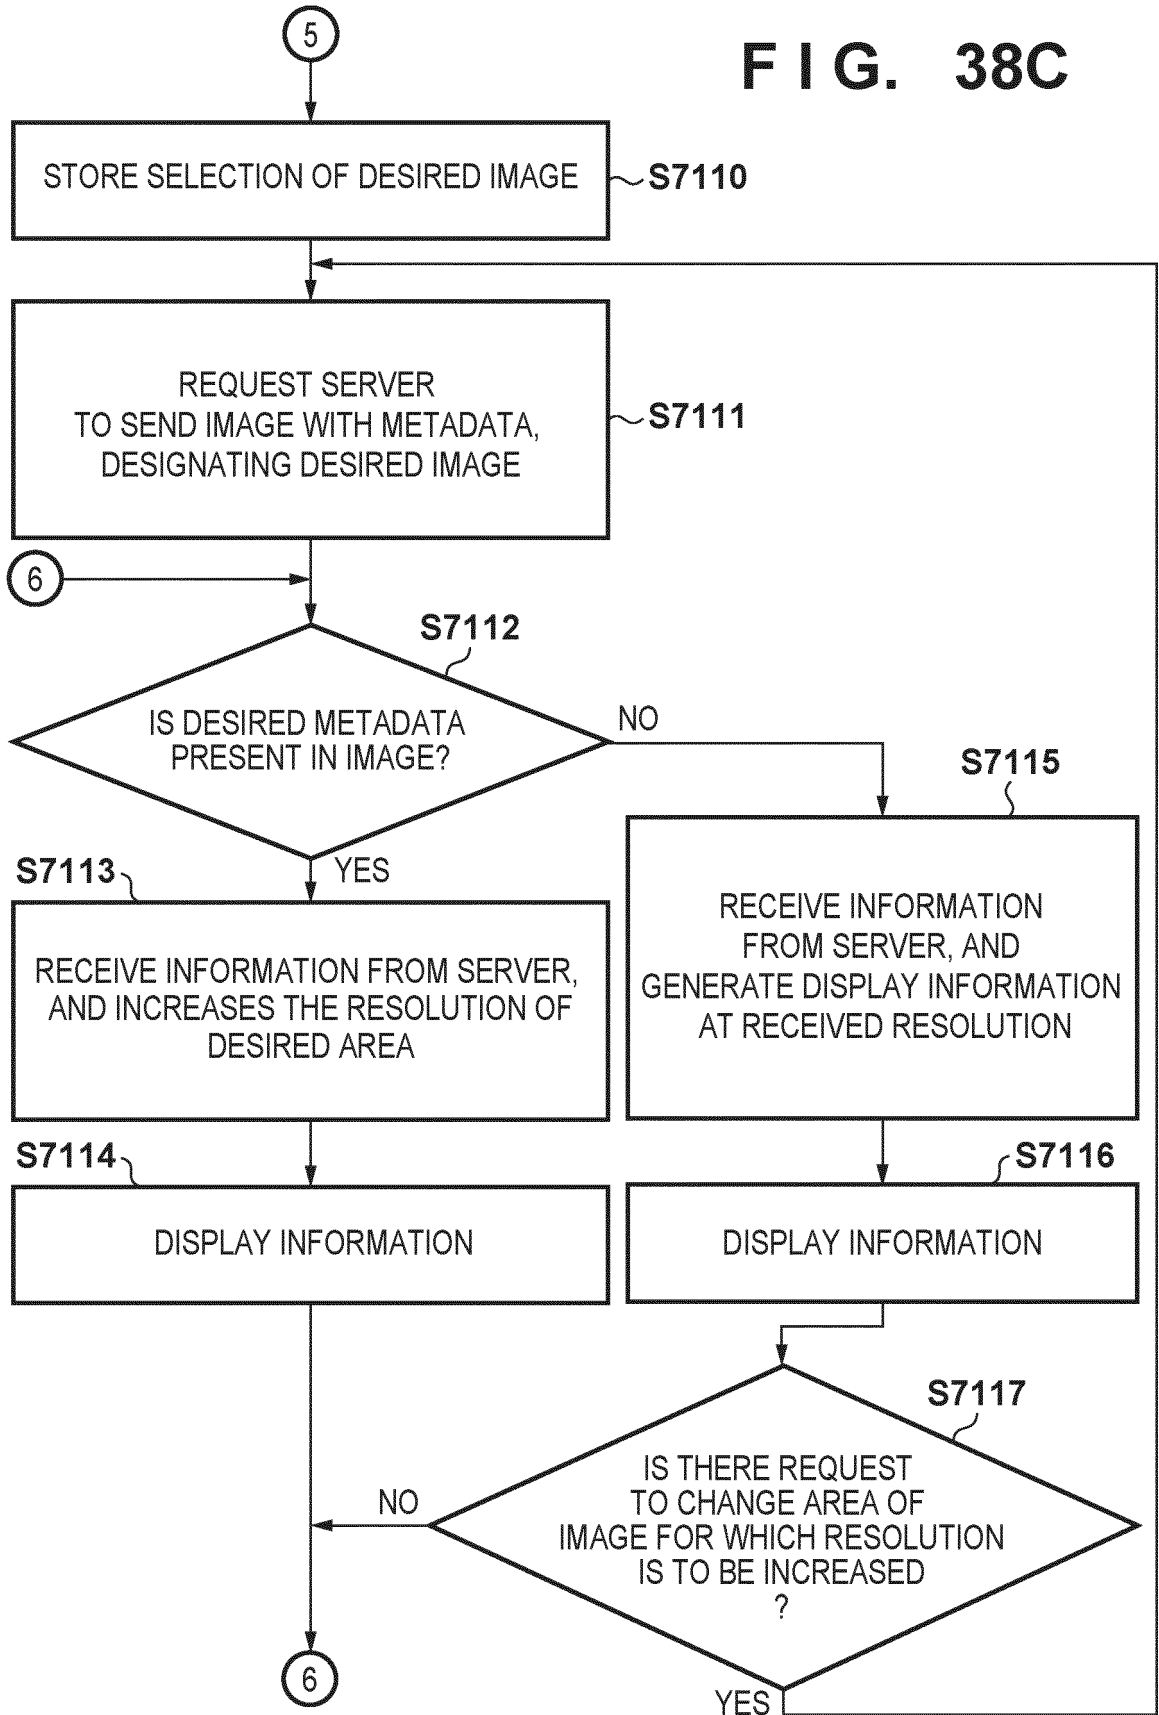 5
F I G. 38C
STORE SELECTION OF DESIRED IMAGE
S7110
REQUEST SERVER
TO SEND IMAGE WITH METADATA,
DESIGNATING DESIRED IMAGE
S7111
6
S7112
IS DESIRED METADATA
PRESENT IN IMAGE?
NO
YES
S7113
RECEIVE INFORMATION FROM SERVER,
AND INCREASES THE RESOLUTION OF
DESIRED AREA
S7115
RECEIVE INFORMATION
FROM SERVER, AND
GENERATE DISPLAY INFORMATION
AT RECEIVED RESOLUTION
S7114
DISPLAY INFORMATION
S7116
DISPLAY INFORMATION
S7117
IS THERE REQUEST
TO CHANGE AREA OF
IMAGE FOR WHICH RESOLUTION
IS TO BE INCREASED
?
NO
6
YES